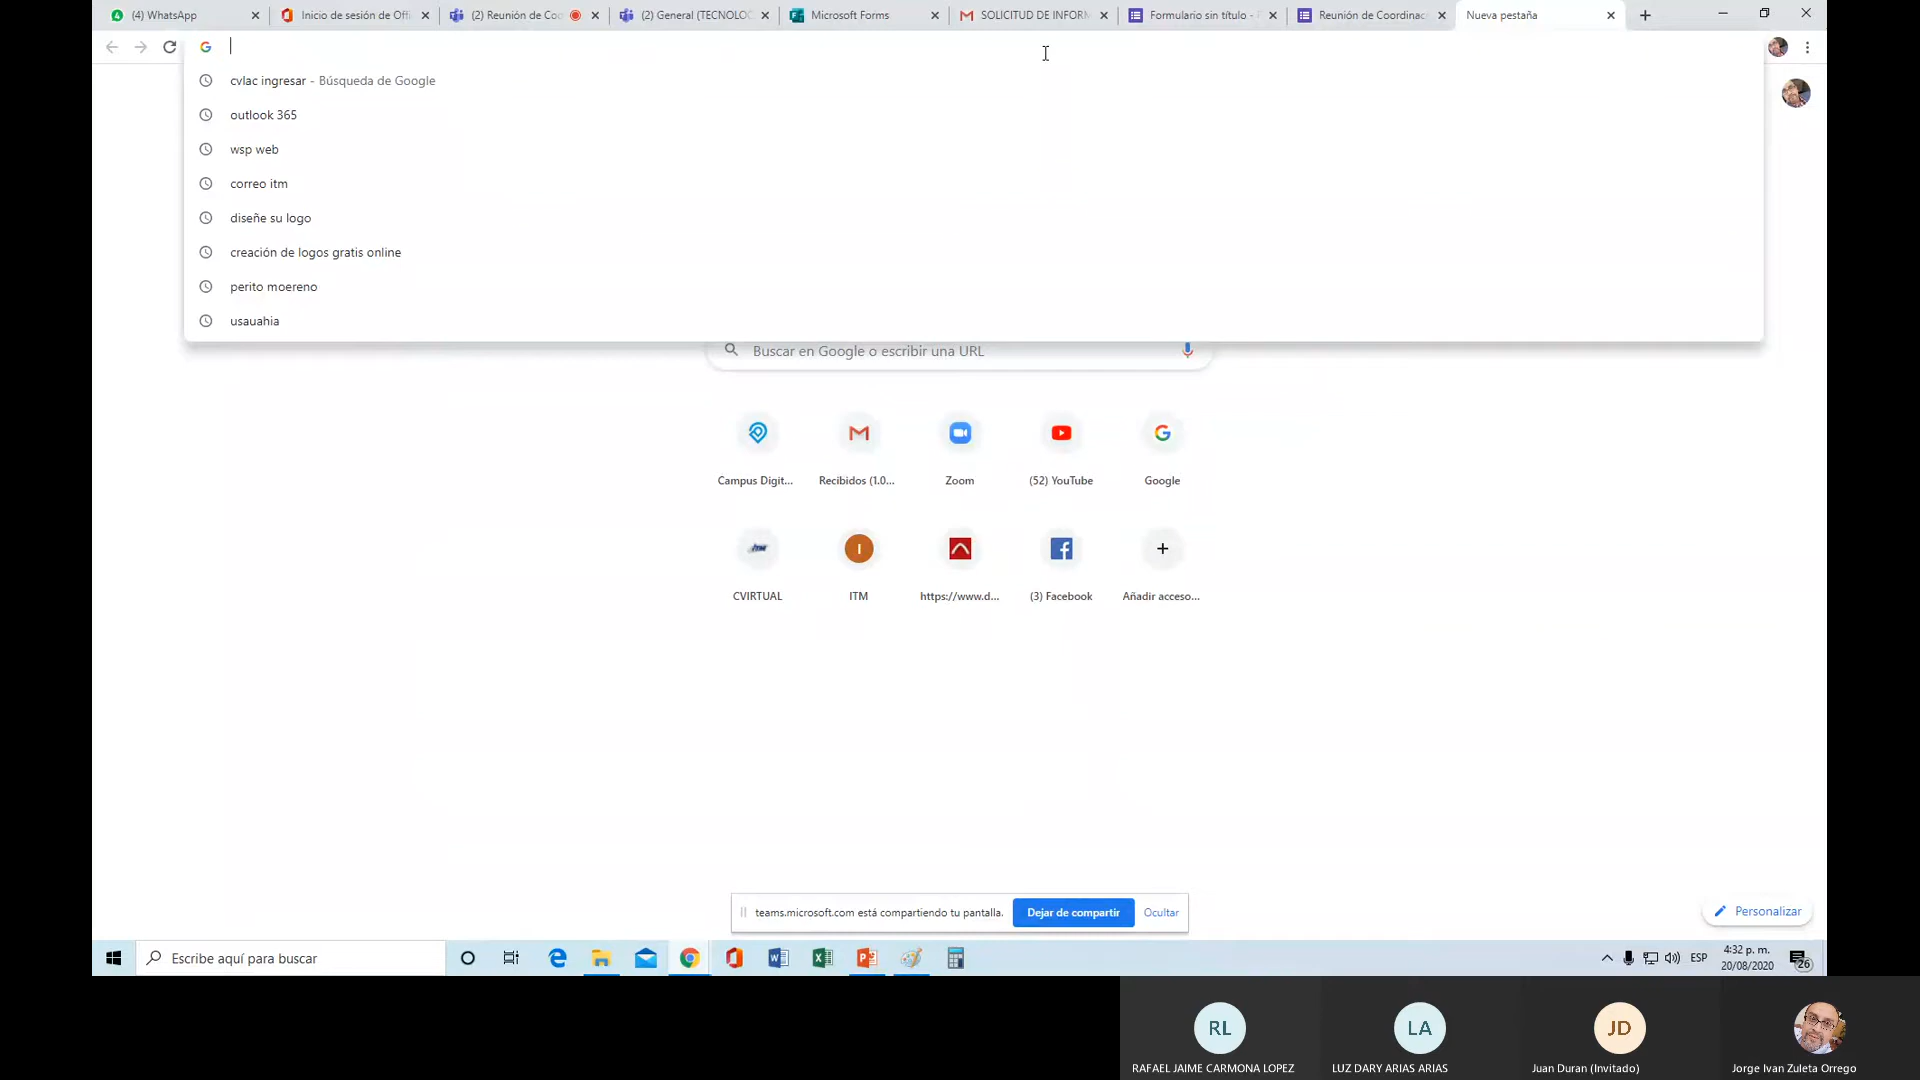 (4) WhatsApp
Inicio de sesión de Ofi
(2) Reunión de Coo
(2) General (TECNOLOG
Microsoft Forms
SOLICITUD DE INFORM
Formulario sin título -
Reunión de Coordinac
Nueva pestaña
cvlac ingresar - Búsqueda de Google
outlook 365
wsp web
correo itm
diseñe su logo
creación de logos gratis online
perito moereno
usauahia
Buscar en Google o escribir una URL
Campus Digit...
Recibidos (1.0...
Zoom
(52) YouTube
Google
CVIRTUAL
I
ITM
https://www.d...
(3) Facebook
Añadir acceso...
teams.microsoft.com está compartiendo tu pantalla.
Dejar de compartir
Ocultar
Personalizar
Escribe aquí para buscar
ESP
4:32 p. m.
20/08/2020
26
RL
LA
JD
RAFAEL JAIME CARMONA LOPEZ
LUZ DARY ARIAS ARIAS
Juan Duran (Invitado)
Jorge Ivan Zuleta Orrego